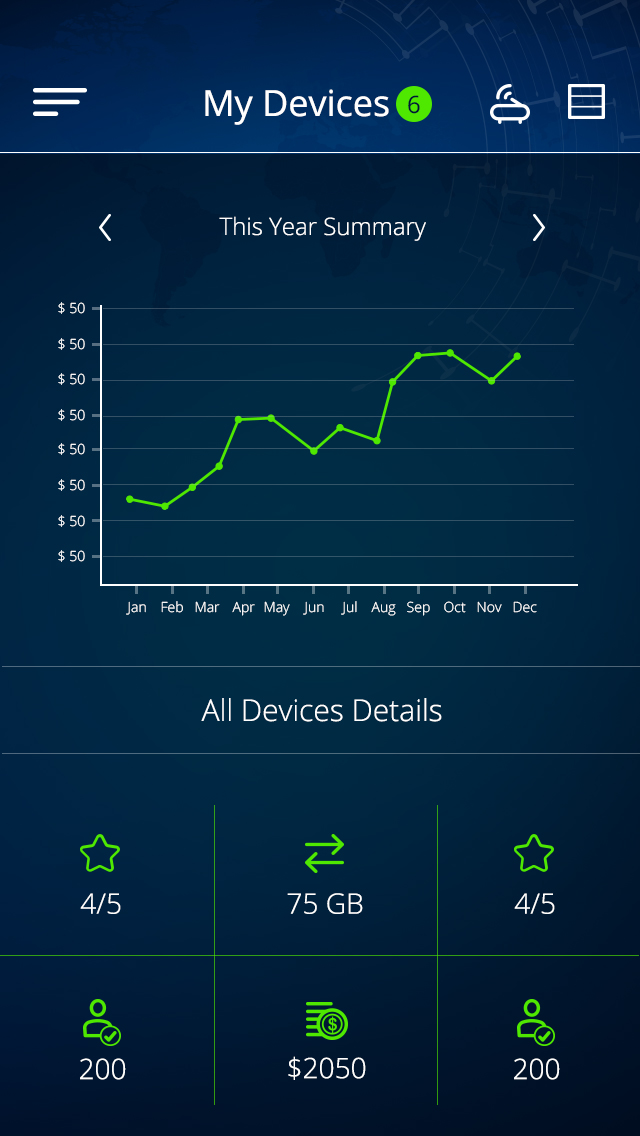 My Devices 6
This Year Summary
$ 50
$ 50
$ 50
$ 50
$ 50
$ 50
$ 50
$ 50
Jan Feb Mar Apr May Jun Jul Aug Sep Oct Nov Dec
All Devices Details
4/5 75 GB 4/5
200 $2050 200